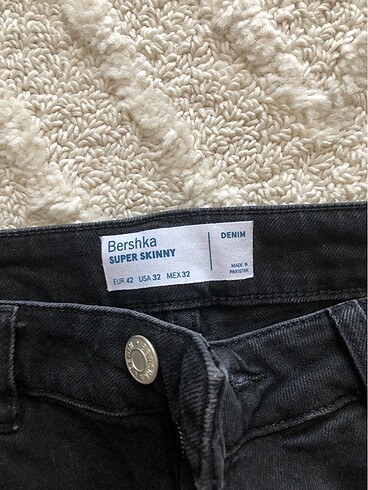 Bershka
SUPER SKINNY
EUR 42 USA 32 MEX 32
DENIM
MADE IN
PAKISTAN